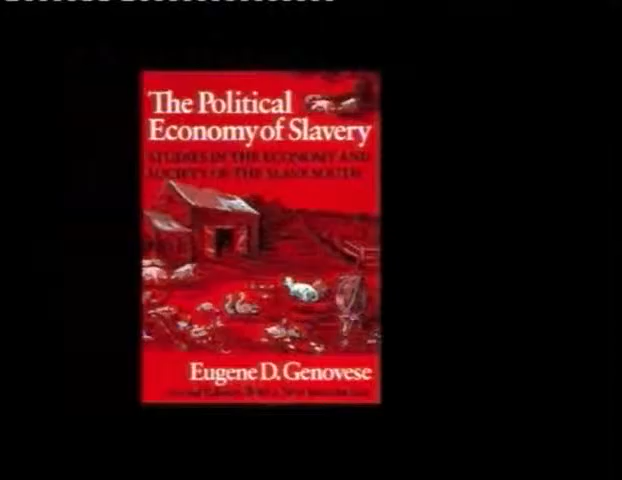 The Political
Economy of Slavery
STUDIES IN THE ECONOMY AND
SOCIETY OF THE SLAVE SOUTH
Eugene D. Genovese